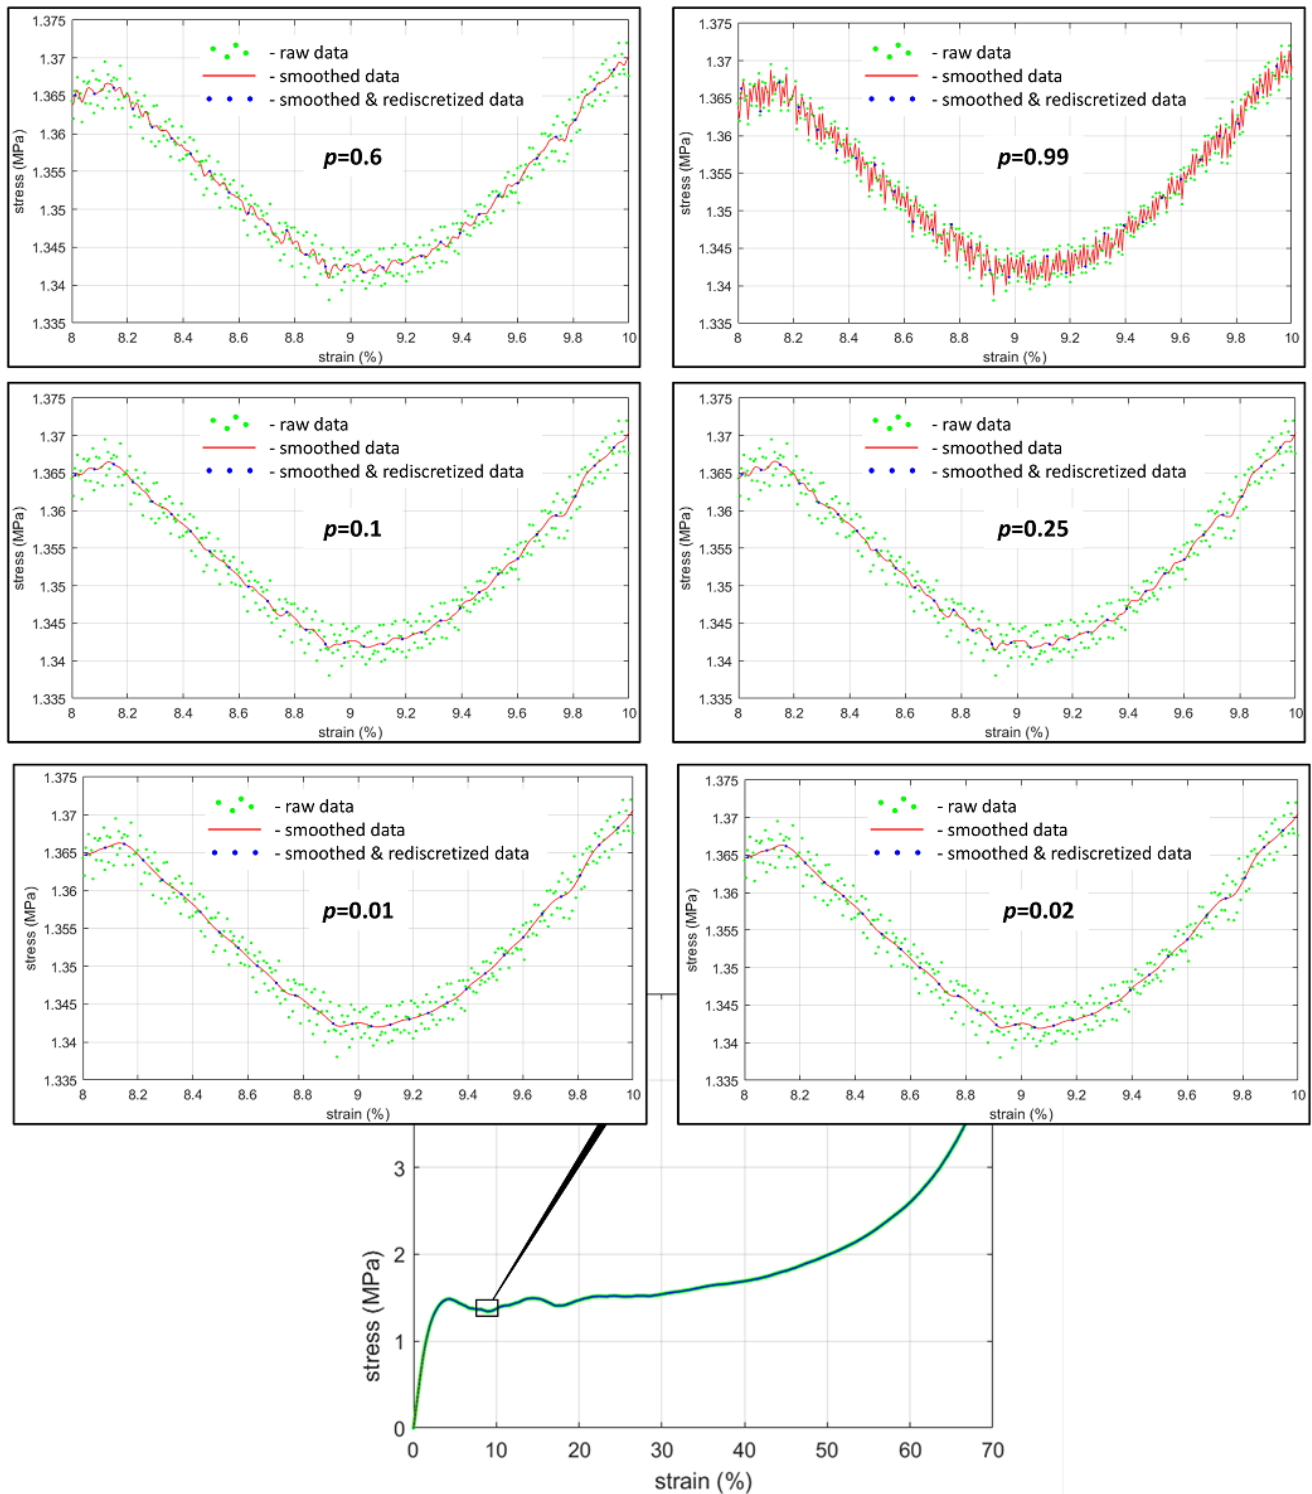 1.375
1.37
1.365
1.36
1.355
1.35
1.345
1.34
1.335
stress (MPa)
- raw data
- smoothed data
- smoothed & rediscretized data
p=0.6
8 8.2 8.4 8.6 8.8 9 9.2 9.4 9.6 9.8 10
strain (%)
1.375
1.37
1.365
1.36
1.355
1.35
1.345
1.34
1.335
stress (MPa)
- raw data
- smoothed data
- smoothed & rediscretized data
p=0.99
8 8.2 8.4 8.6 8.8 9 9.2 9.4 9.6 9.8 10
strain (%)
1.375
1.37
1.365
1.36
1.355
1.35
1.345
1.34
1.335
stress (MPa)
- raw data
- smoothed data
- smoothed & rediscretized data
p=0.1
8 8.2 8.4 8.6 8.8 9 9.2 9.4 9.6 9.8 10
strain (%)
1.375
1.37
1.365
1.36
1.355
1.35
1.345
1.34
1.335
stress (MPa)
- raw data
- smoothed data
- smoothed & rediscretized data
p=0.25
8 8.2 8.4 8.6 8.8 9 9.2 9.4 9.6 9.8 10
strain (%)
1.375
1.37
1.365
1.36
1.355
1.35
1.345
1.34
1.335
stress (MPa)
- raw data
- smoothed data
- smoothed & rediscretized data
p=0.01
8 8.2 8.4 8.6 8.8 9 9.2 9.4 9.6 9.8 10
strain (%)
1.375
1.37
1.365
1.36
1.355
1.35
1.345
1.34
1.335
stress (MPa)
- raw data
- smoothed data
- smoothed & rediscretized data
p=0.02
8 8.2 8.4 8.6 8.8 9 9.2 9.4 9.6 9.8 10
strain (%)
3
2
1
0
stress (MPa)
0 10 20 30 40 50 60 70
strain (%)